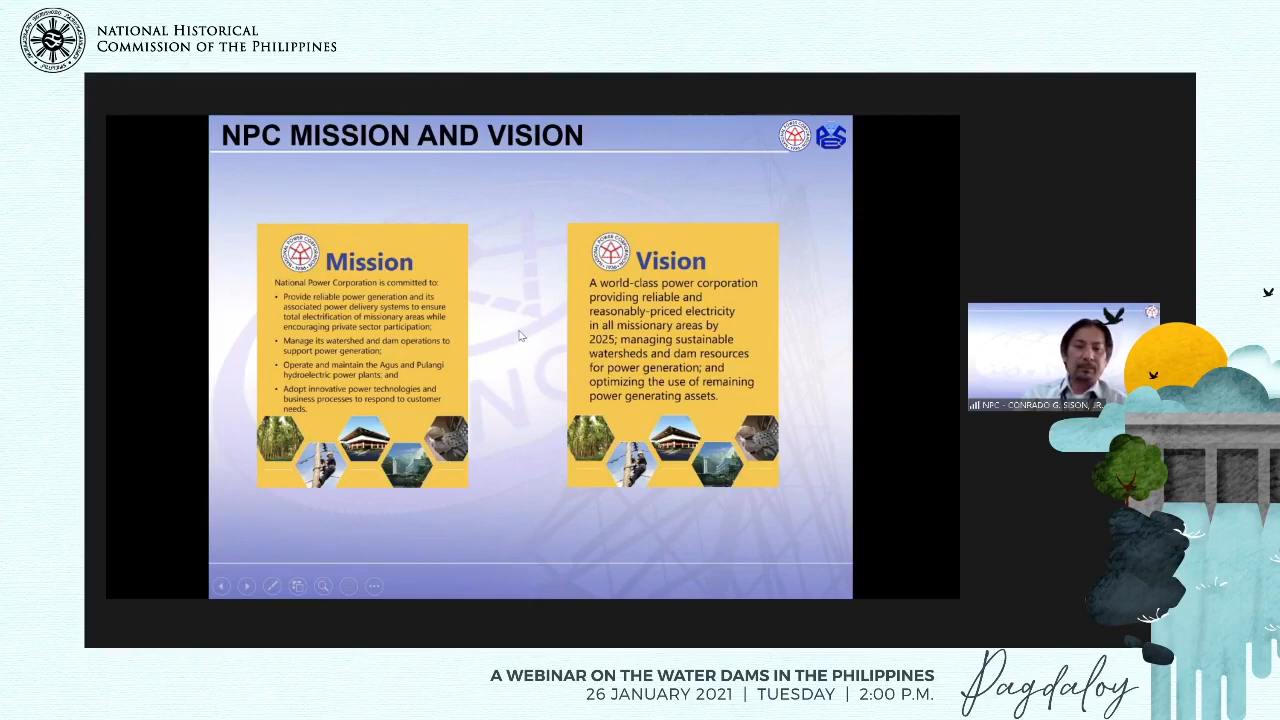 NATIONAL HISTORICAL
COMMISSION OF THE PHILIPPINES
NPC MISSION AND VISION
Mission
National Power Corporation is committed to:
• Provide reliable power generation and its
associated power delivery systems to ensure
total electrification of missionary areas while
encouraging private sector participation;
• Manage its watershed and dam operations to
support power generation;
• Operate and maintain the Agus and Pulangi
hydroelectric power plants; and
• Adopt innovative power technologies and
business processes to respond to customer
needs.
Vision
A world-class power corporation
providing reliable and
reasonably-priced electricity
in all missionary areas by
2025; managing sustainable
watersheds and dam resources
for power generation; and
optimizing the use of remaining
power generating assets.
NPC - CONRADO G. SISON, JR.
A WEBINAR ON THE WATER DAMS IN THE PHILIPPINES
26 JANUARY 2021 | TUESDAY | 2:00 P.M.
Pagdaloy